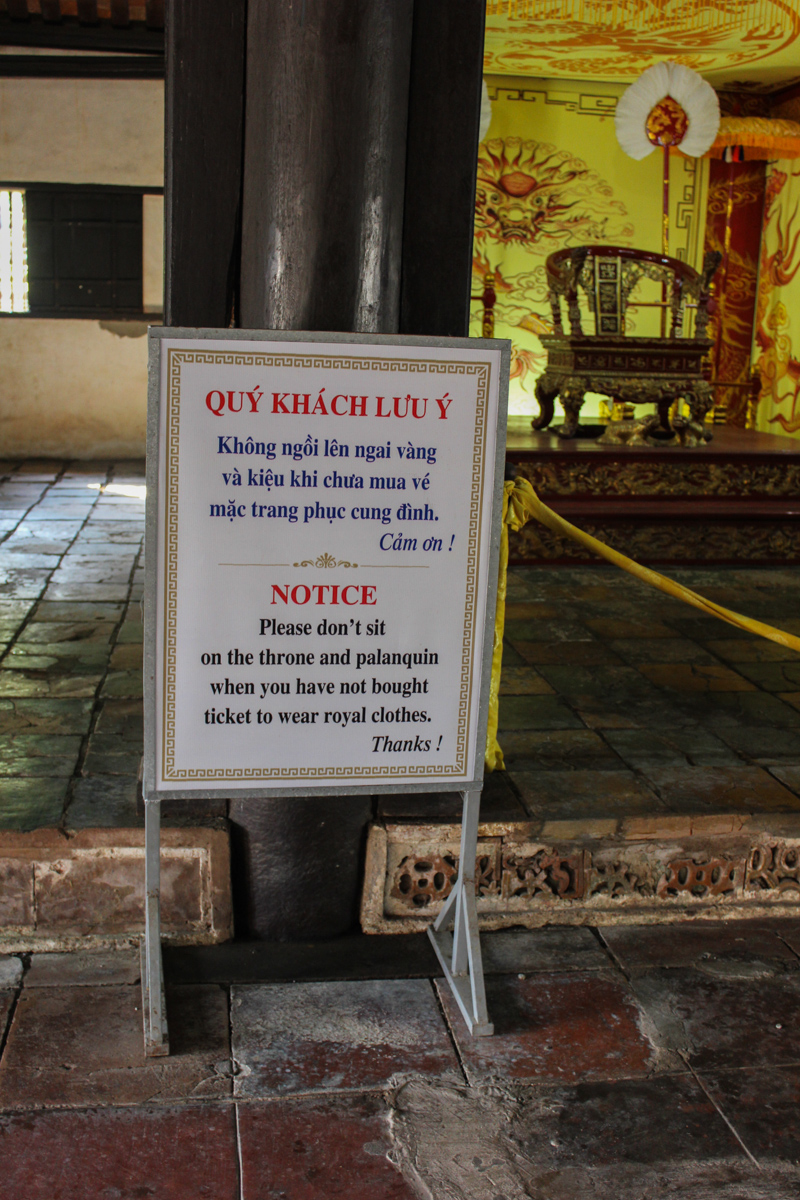 QUÝ KHÁCH LƯU Ý
Không ngồi lên ngai vàng
và kiệu khi chưa mua vé
mặc trang phục cung đình.
Cảm ơn !
NOTICE
Please don't sit
on the throne and palanquin
when you have not bought
ticket to wear royal clothes.
Thanks !